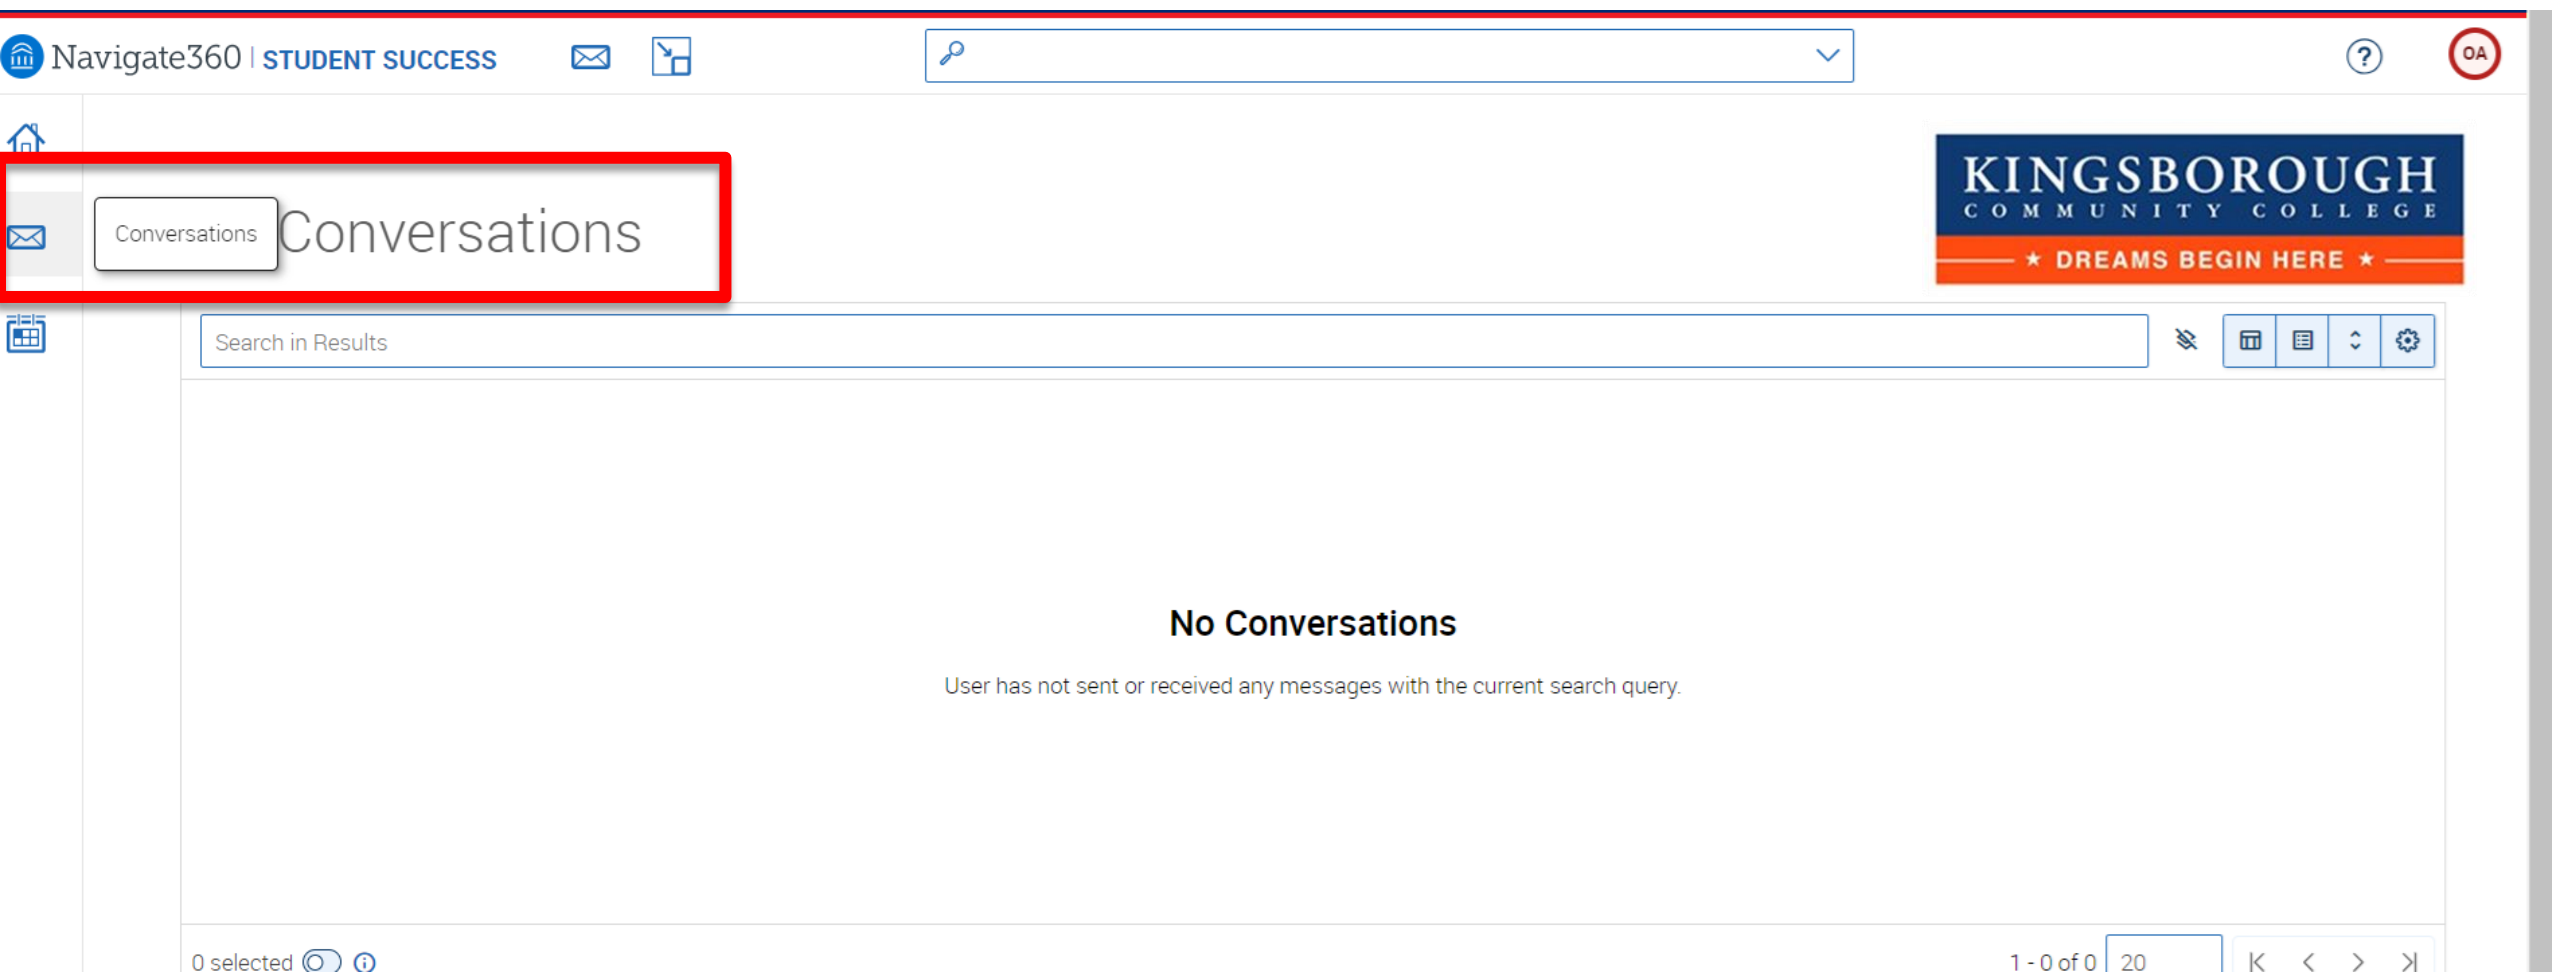 Navigate360 | STUDENT SUCCESS
?
OA
KINGSBOROUGH
COMMUNITY COLLEGE
★ DREAMS BEGIN HERE ★
Conversations
Conversations
Search in Results
No Conversations
User has not sent or received any messages with the current search query.
0 selected
1 - 0 of 0 20